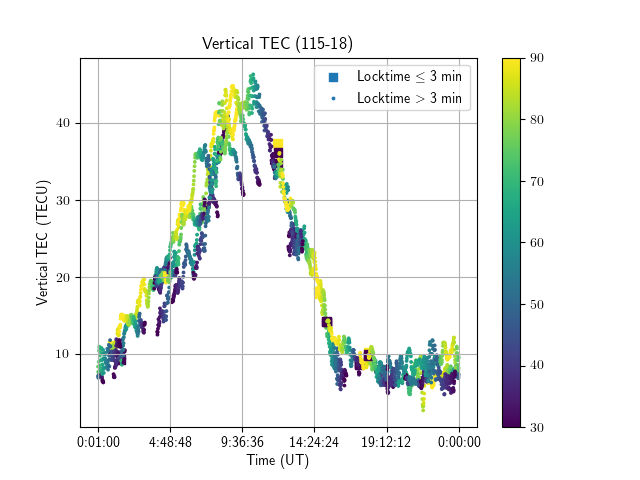 Vertical TEC (115-18)
Locktime ≤ 3 min
Locktime > 3 min
Vertical TEC (TECU)
40
30
20
10
0:01:00 4:48:48 9:36:36 14:24:24 19:12:12 0:00:00
Time (UT)
90
80
70
60
50
40
30